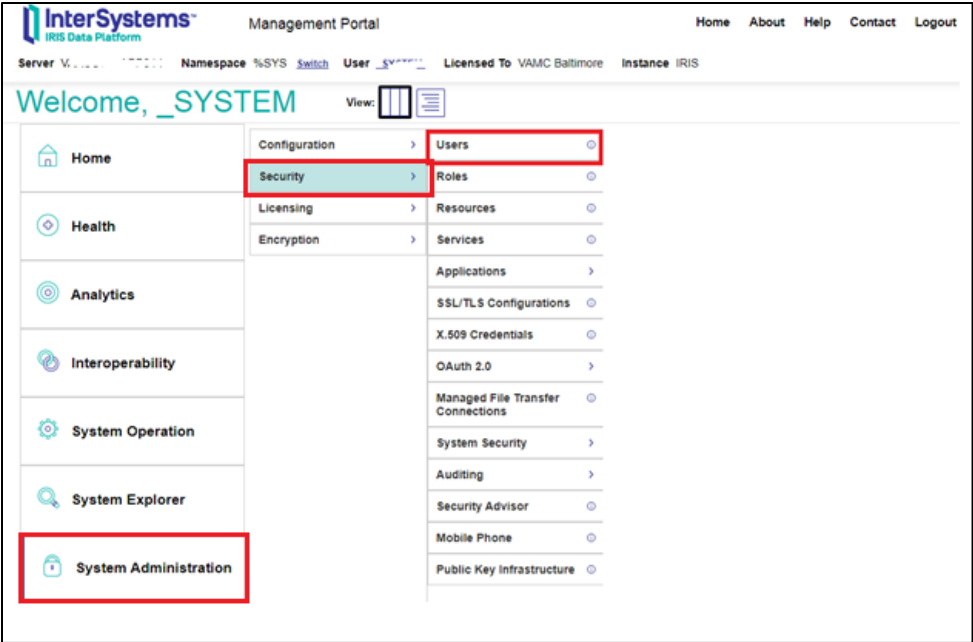 InterSystems™
IRIS Data Platform
Management Portal
Home About Help Contact Logout
Server Namespace %SYS Switch User _SYSTEM_ Licensed To VAMC Baltimore Instance IRIS
Welcome, _SYSTEM View:
Home
Health
Analytics
Interoperability
System Operation
System Explorer
System Administration
Configuration
Security
Licensing
Encryption
Users
Roles
Resources
Services
Applications
SSL/TLS Configurations
X.509 Credentials
OAuth 2.0
Managed File Transfer
Connections
System Security
Auditing
Security Advisor
Mobile Phone
Public Key Infrastructure